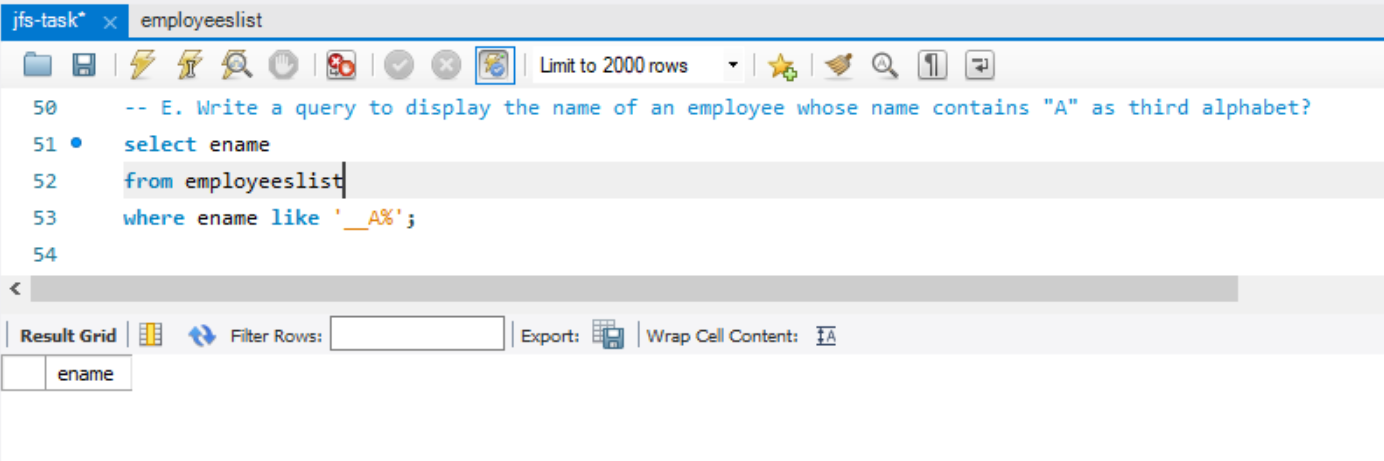 jfs-task* × employeeslist
Limit to 2000 rows
50 -- E. Write a query to display the name of an employee whose name contains "A" as third alphabet?
51 select ename
52 from employeeslist
53 where ename like '__A%';
54
Result Grid Filter Rows: Export: Wrap Cell Content: IA
ename